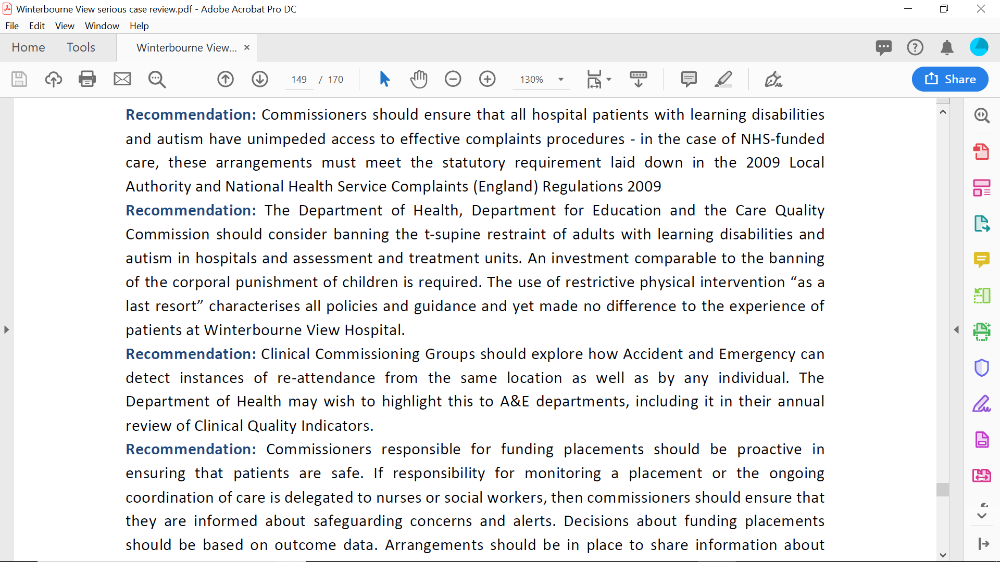 Winterbourne View serious case review.pdf - Adobe Acrobat Pro DC
File Edit View Window Help
Home Tools Winterbourne View... ×
149 / 170 130% Share
Recommendation: Commissioners should ensure that all hospital patients with learning disabilities
and autism have unimpeded access to effective complaints procedures - in the case of NHS-funded
care, these arrangements must meet the statutory requirement laid down in the 2009 Local
Authority and National Health Service Complaints (England) Regulations 2009
Recommendation: The Department of Health, Department for Education and the Care Quality
Commission should consider banning the t-supine restraint of adults with learning disabilities and
autism in hospitals and assessment and treatment units. An investment comparable to the banning
of the corporal punishment of children is required. The use of restrictive physical intervention “as a
last resort” characterises all policies and guidance and yet made no difference to the experience of
patients at Winterbourne View Hospital.
Recommendation: Clinical Commissioning Groups should explore how Accident and Emergency can
detect instances of re-attendance from the same location as well as by any individual. The
Department of Health may wish to highlight this to A&E departments, including it in their annual
review of Clinical Quality Indicators.
Recommendation: Commissioners responsible for funding placements should be proactive in
ensuring that patients are safe. If responsibility for monitoring a placement or the ongoing
coordination of care is delegated to nurses or social workers, then commissioners should ensure that
they are informed about safeguarding concerns and alerts. Decisions about funding placements
should be based on outcome data. Arrangements should be in place to share information about